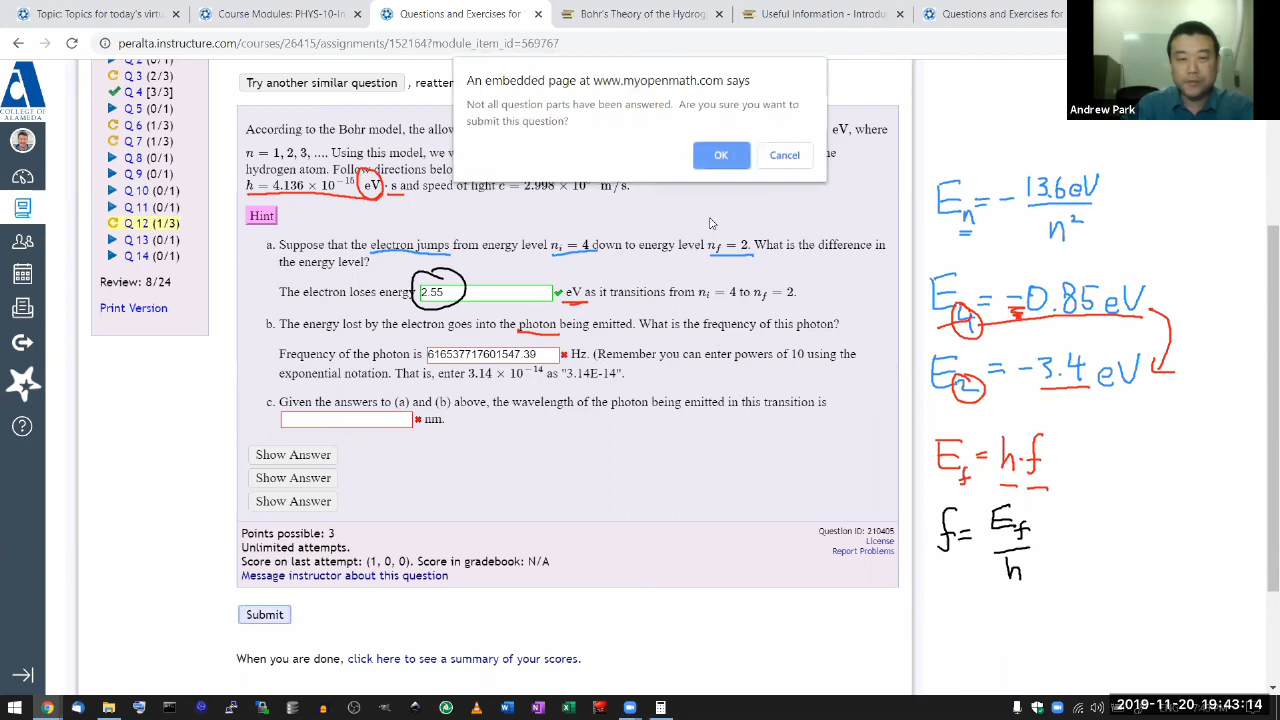 Topics for today's virtu
Course Modules: PHYS-10-In
Questions and Exercises for
Bohr's Theory of the Hydrog
Useful Information - Introdu
Questions and Exercises for
peralta.instructure.com/courses/26415/assignments/152164?module_item_id=569767
Andrew Park
COLLEGE OF
ALAMEDA
Q 3 (2/3)
Q 4 [3/3]
Q 5 (0/1)
Q 6 (1/3)
Q 7 (1/3)
Q 8 (0/1)
Q 9 (0/1)
Q 10 (0/1)
Q 11 (0/1)
Q 12 (1/3)
Q 13 (0/1)
Q 14 (0/1)
Review: 8/24
Print Version
Try another similar question , reatter
An embedded page at www.myopenmath.com says
Not all question parts have been answered. Are you sure you want to
submit this question?
OK
Cancel
According to the Bohr model, the allo
eV, where
n = 1, 2, 3, .... Using this model, we v
e
hydrogen atom. Follow directions belo
h = 4.136 × 10⁻¹⁵ eV · s and speed of light c = 2.998 × 10 m/s.
Hint
Suppose that the electron jumps from energy level nᵢ = 4 down to energy level n_f = 2. What is the difference in
the energy level?
The electron loses energy 2.55 eV as it transitions from nᵢ = 4 to n_f = 2.
The energy lost by the electron goes into the photon being emitted. What is the frequency of this photon?
Frequency of the photon is 616537717601547.39 Hz. (Remember you can enter powers of 10 using the
exponential notation. That is, enter 3.14 × 10⁻¹⁴ as "3.14E-14".
Given the answers to (a) and (b) above, the wavelength of the photon being emitted in this transition is
nm.
Show Answer
Show Answer
Show Answer
Points possible: 3
Unlimited attempts.
Score on last attempt: (1, 0, 0). Score in gradebook: N/A
Message instructor about this question
Question ID: 210405
License
Report Problems
Submit
When you are done, click here to see a summary of your scores.
Eₙ = - 13.6eV / n²
E₄ = -0.85 eV
E₂ = -3.4 eV
E_f = h·f
f = E_f / h
2019-11-20 19:43:14